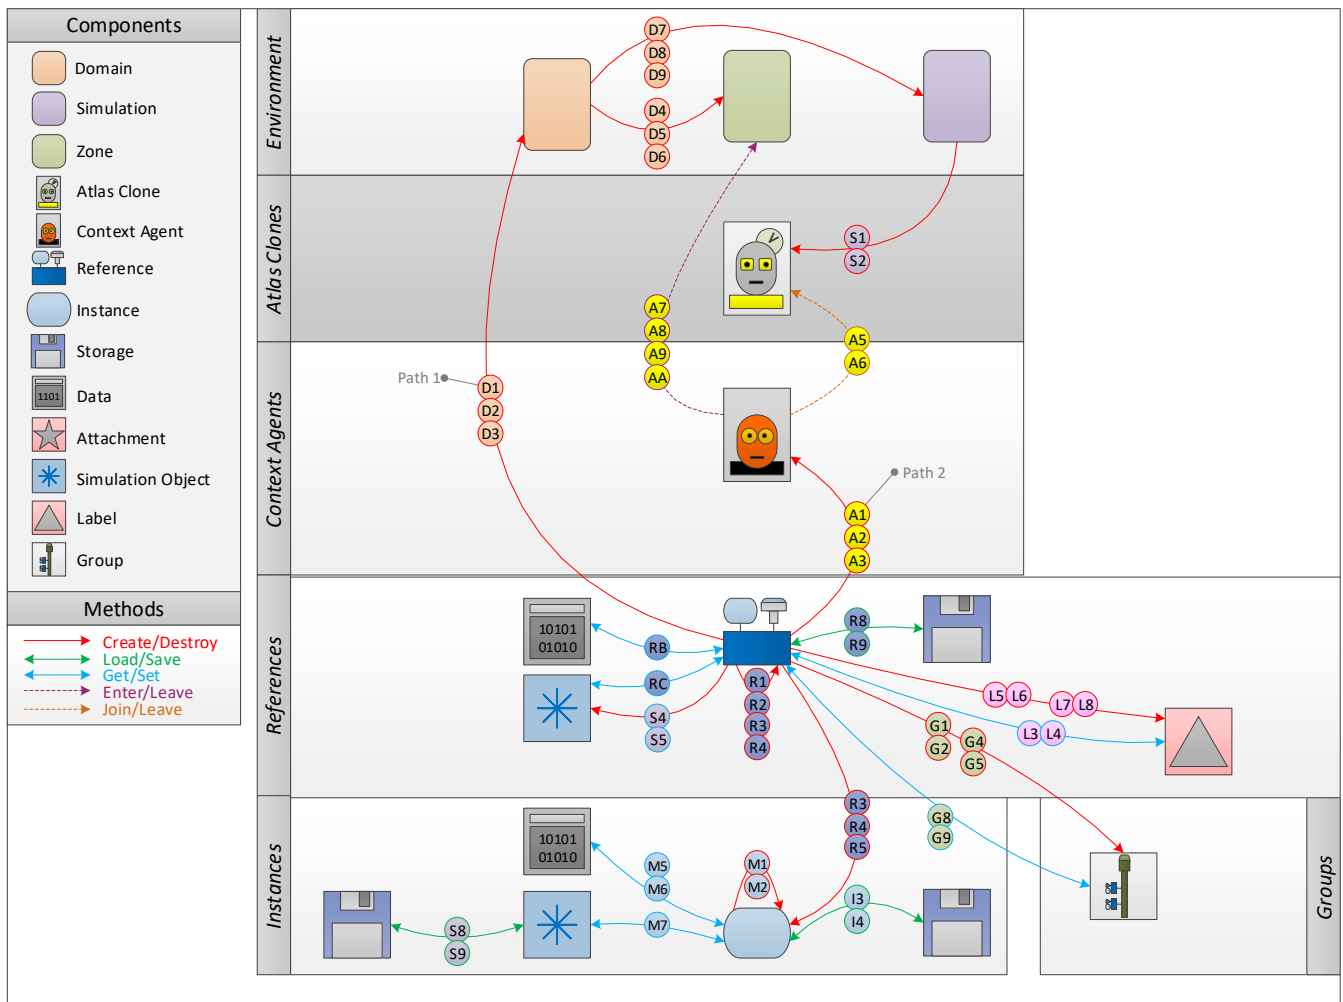 Components
Domain
Simulation
Zone
Atlas Clone
Context Agent
Reference
Instance
Storage
1101
Data
Attachment
Simulation Object
Label
Group
Methods
Create/Destroy
Load/Save
Get/Set
Enter/Leave
Join/Leave
Environment
D7
D8
D9
D4
D5
D6
Atlas Clones
V
S1
S2
A7
A8
A9
AA
A5
A6
Context Agents
Path 1
D1
D2
D3
Path 2
A1
A2
A3
References
10101
01010
RB
RC
S4
S5
R1
R2
R3
R4
R8
R9
L5 L6
L7 L8
L3 L4
G1
G2
G4
G5
Instances
10101
01010
R3
R4
R5
G8
G9
M5
M6
M7
M1
M2
I3
I4
S8
S9
Groups